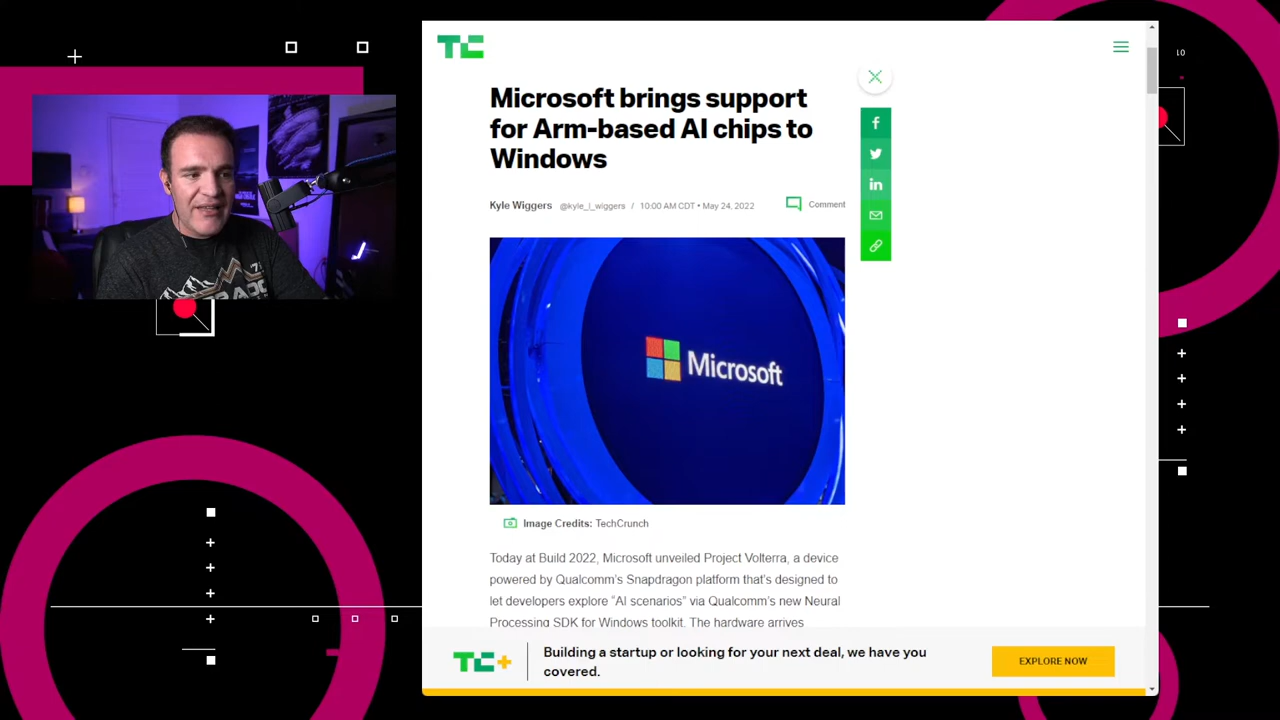 TC
Microsoft brings support
for Arm-based AI chips to
Windows
Kyle Wiggers @kyle_l_wiggers / 10:00 AM CDT • May 24, 2022
Comment
Microsoft
Image Credits: TechCrunch
Today at Build 2022, Microsoft unveiled Project Volterra, a device
powered by Qualcomm's Snapdragon platform that's designed to
let developers explore “AI scenarios” via Qualcomm's new Neural
Processing SDK for Windows toolkit. The hardware arrives
TC+
Building a startup or looking for your next deal, we have you
covered.
EXPLORE NOW